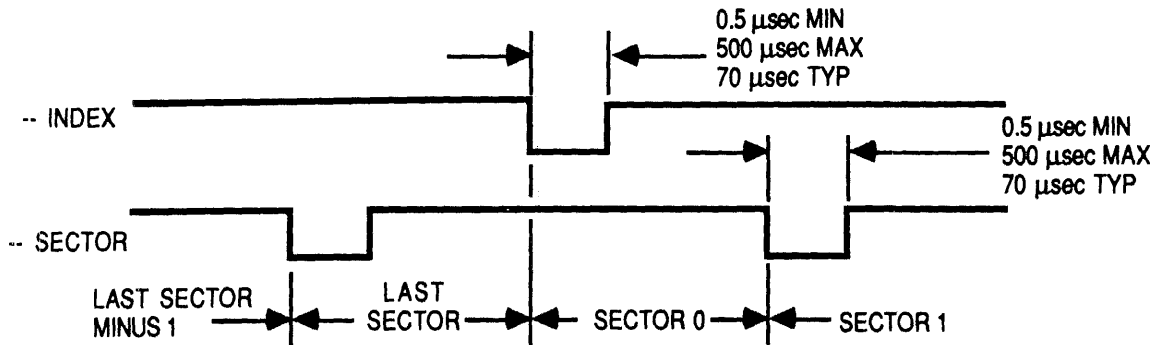 0.5 µsec MIN
500 µsec MAX
70 µsec TYP
-- INDEX
0.5 µsec MIN
500 µsec MAX
70 µsec TYP
-- SECTOR
LAST SECTOR
MINUS 1
LAST
SECTOR
SECTOR 0
SECTOR 1